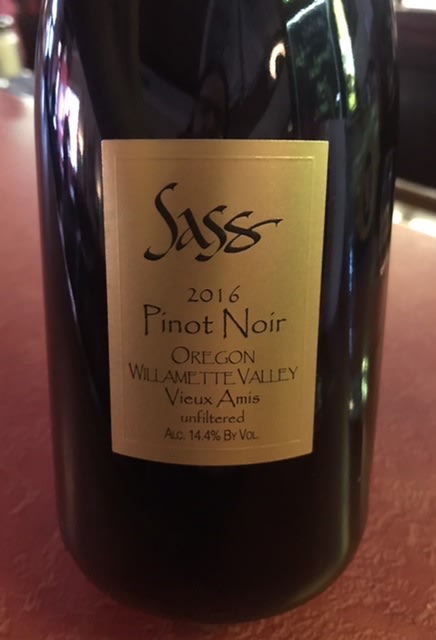 Sass
2016
Pinot Noir
OREGON
WILLAMETTE VALLEY
Vieux Amis
unfiltered
ALC. 14.4% BY VOL.